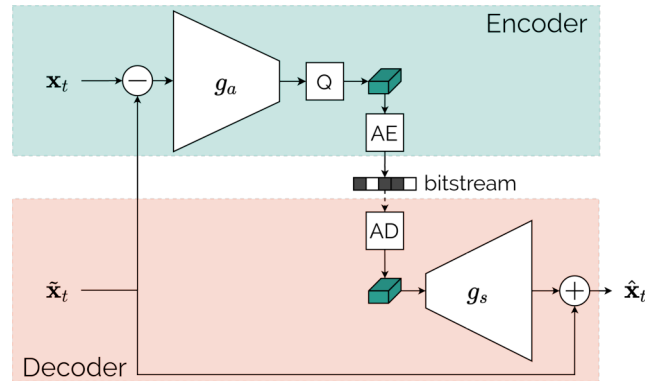 Encoder
𝐱_t
−
g_a
Q
AE
bitstream
AD
𝐱̃_t
g_s
+
𝐱̂_t
Decoder